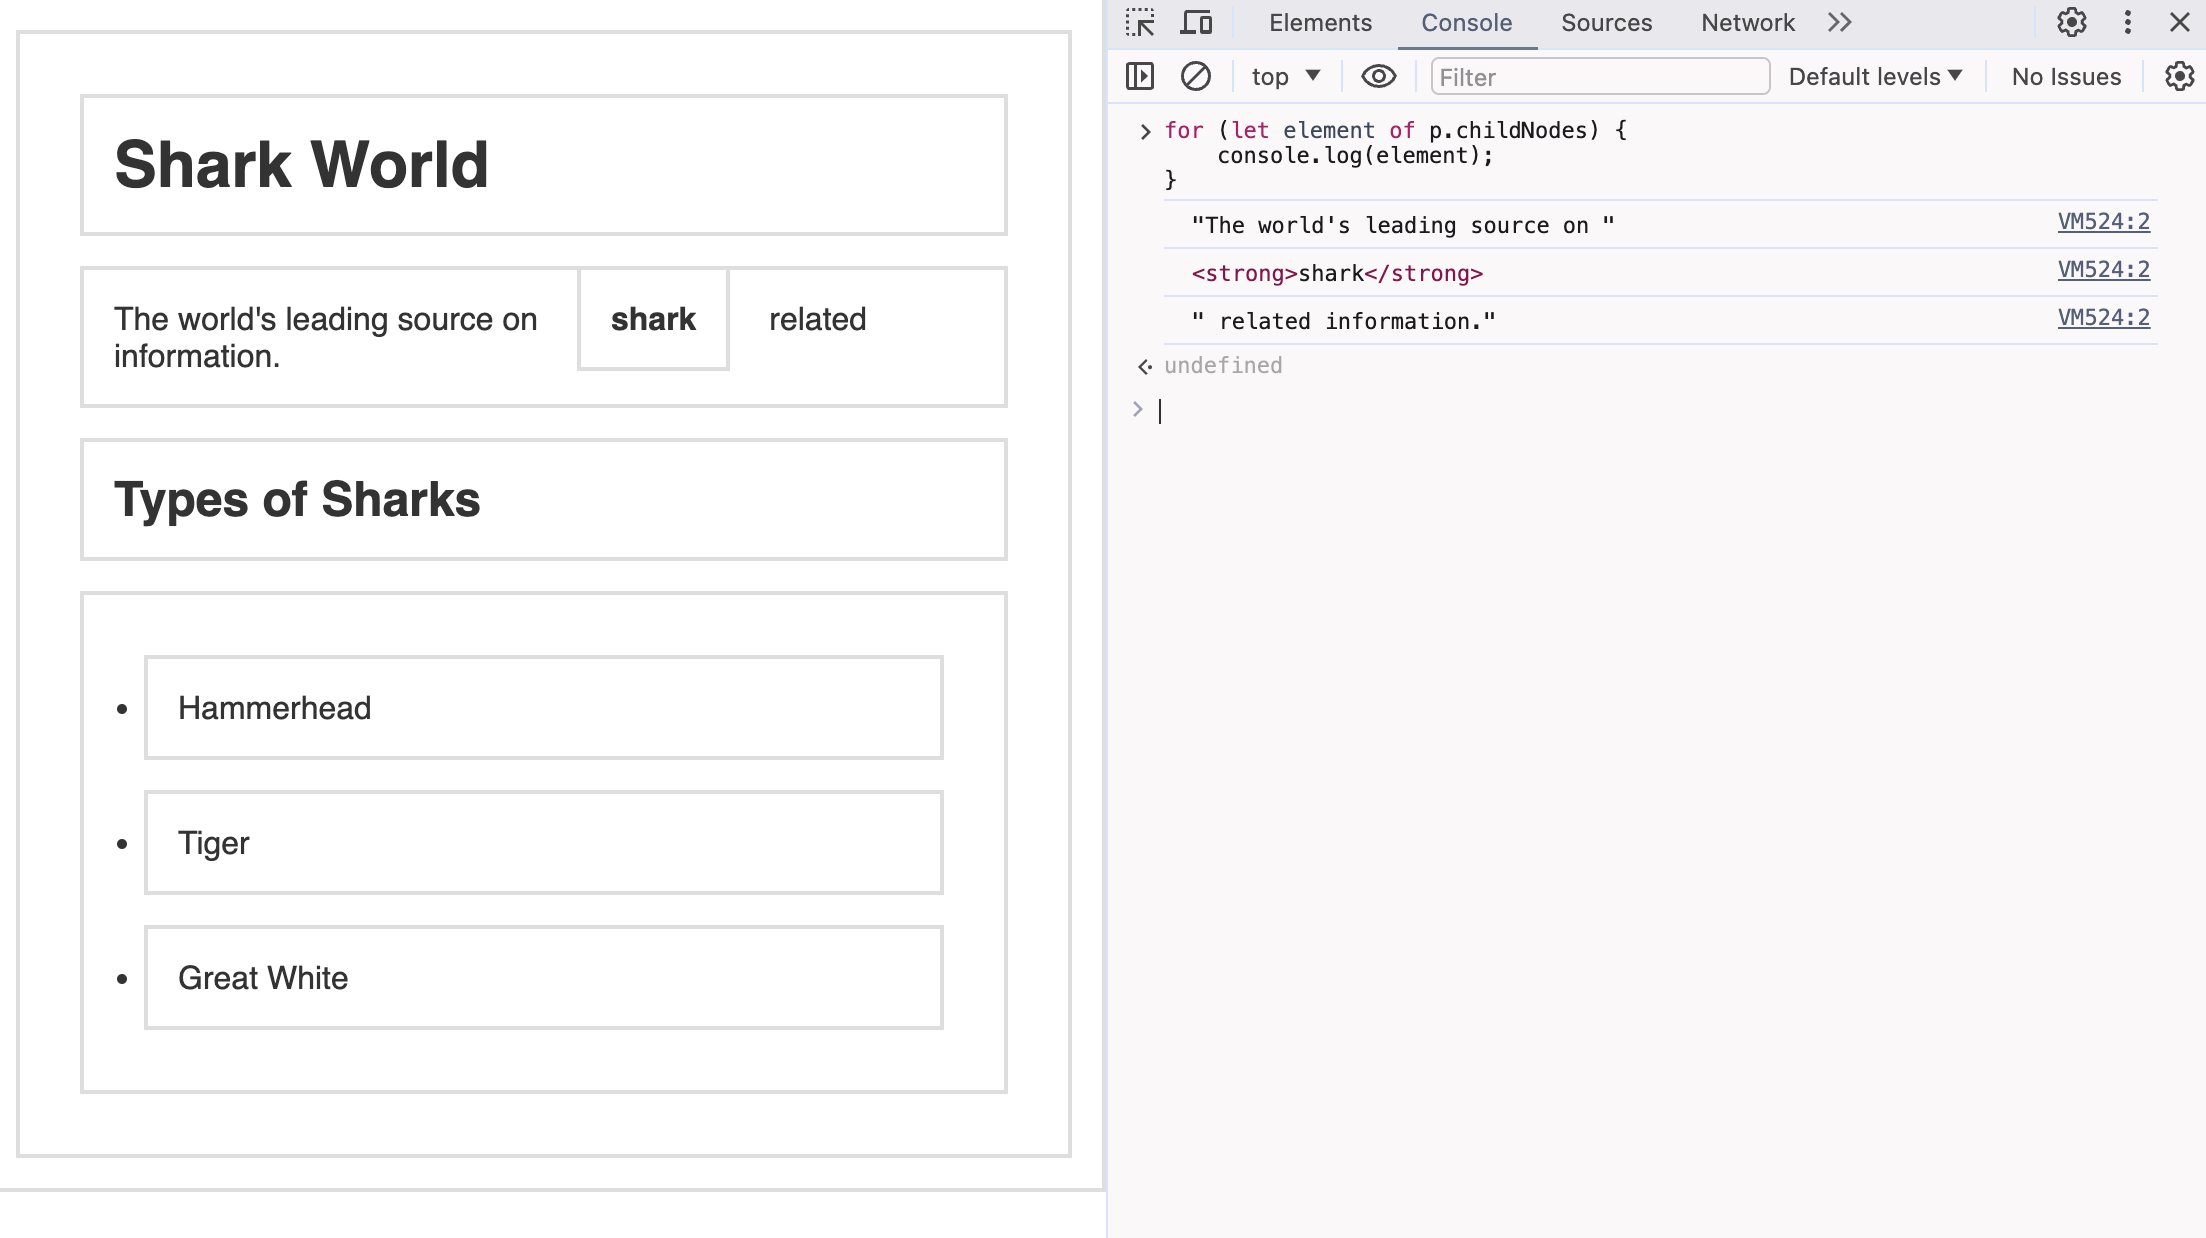 Shark World
The world's leading source on shark related
information.
Types of Sharks
• Hammerhead
• Tiger
• Great White
Elements Console Sources Network
top Filter Default levels No Issues
for (let element of p.childNodes) {
    console.log(element);
}
"The world's leading source on " VM524:2
<strong>shark</strong> VM524:2
" related information." VM524:2
undefined